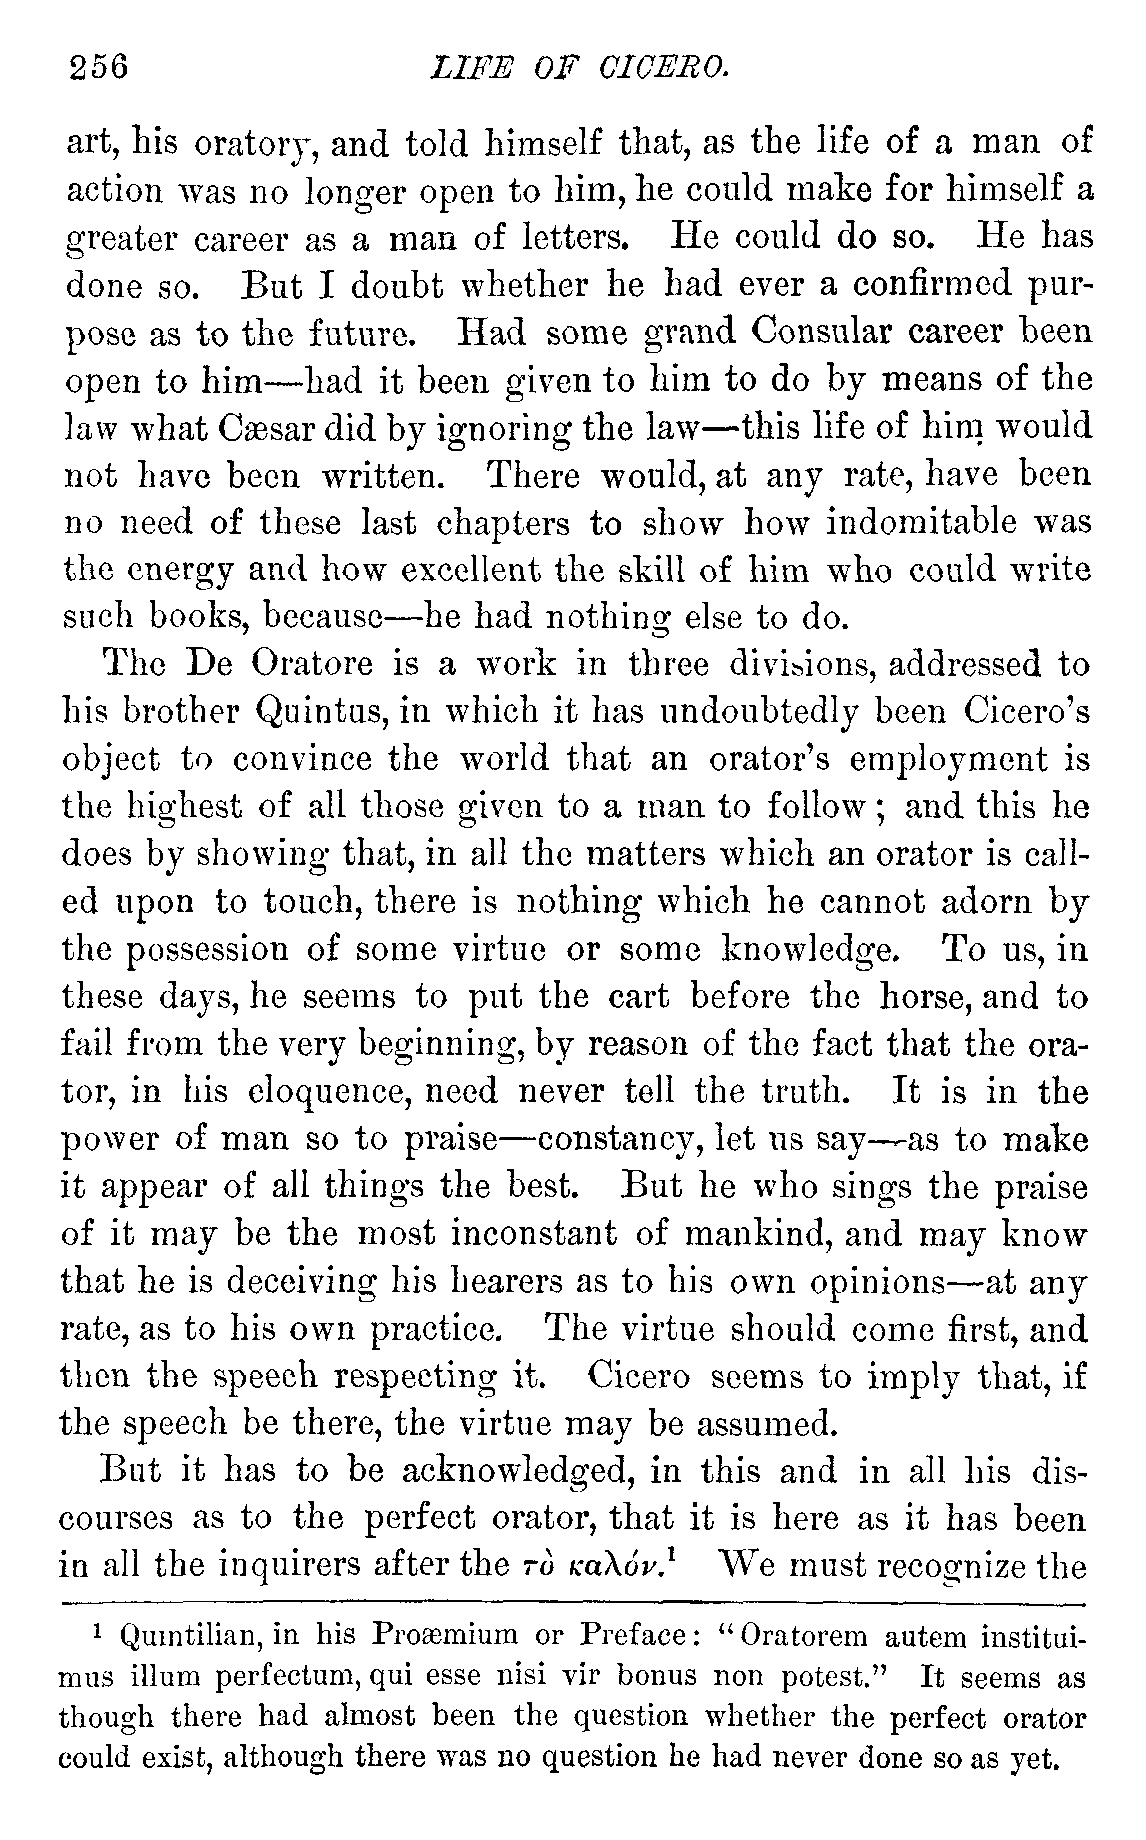 256 LIFE OF CICERO.
art, his oratory, and told himself that, as the life of a man of
action was no longer open to him, he could make for himself a
greater career as a man of letters. He could do so. He has
done so. But I doubt whether he had ever a confirmed pur-
pose as to the future. Had some grand Consular career been
open to him—had it been given to him to do by means of the
law what Cæsar did by ignoring the law—this life of him would
not have been written. There would, at any rate, have been
no need of these last chapters to show how indomitable was
the energy and how excellent the skill of him who could write
such books, because—he had nothing else to do.
The De Oratore is a work in three divisions, addressed to
his brother Quintus, in which it has undoubtedly been Cicero's
object to convince the world that an orator's employment is
the highest of all those given to a man to follow; and this he
does by showing that, in all the matters which an orator is call-
ed upon to touch, there is nothing which he cannot adorn by
the possession of some virtue or some knowledge. To us, in
these days, he seems to put the cart before the horse, and to
fail from the very beginning, by reason of the fact that the ora-
tor, in his eloquence, need never tell the truth. It is in the
power of man so to praise—constancy, let us say—as to make
it appear of all things the best. But he who sings the praise
of it may be the most inconstant of mankind, and may know
that he is deceiving his hearers as to his own opinions—at any
rate, as to his own practice. The virtue should come first, and
then the speech respecting it. Cicero seems to imply that, if
the speech be there, the virtue may be assumed.
But it has to be acknowledged, in this and in all his dis-
courses as to the perfect orator, that it is here as it has been
in all the inquirers after the τὸ καλόν.¹ We must recognize the
¹ Quintilian, in his Proæmium or Preface: "Oratorem autem institui-
mus illum perfectum, qui esse nisi vir bonus non potest." It seems as
though there had almost been the question whether the perfect orator
could exist, although there was no question he had never done so as yet.